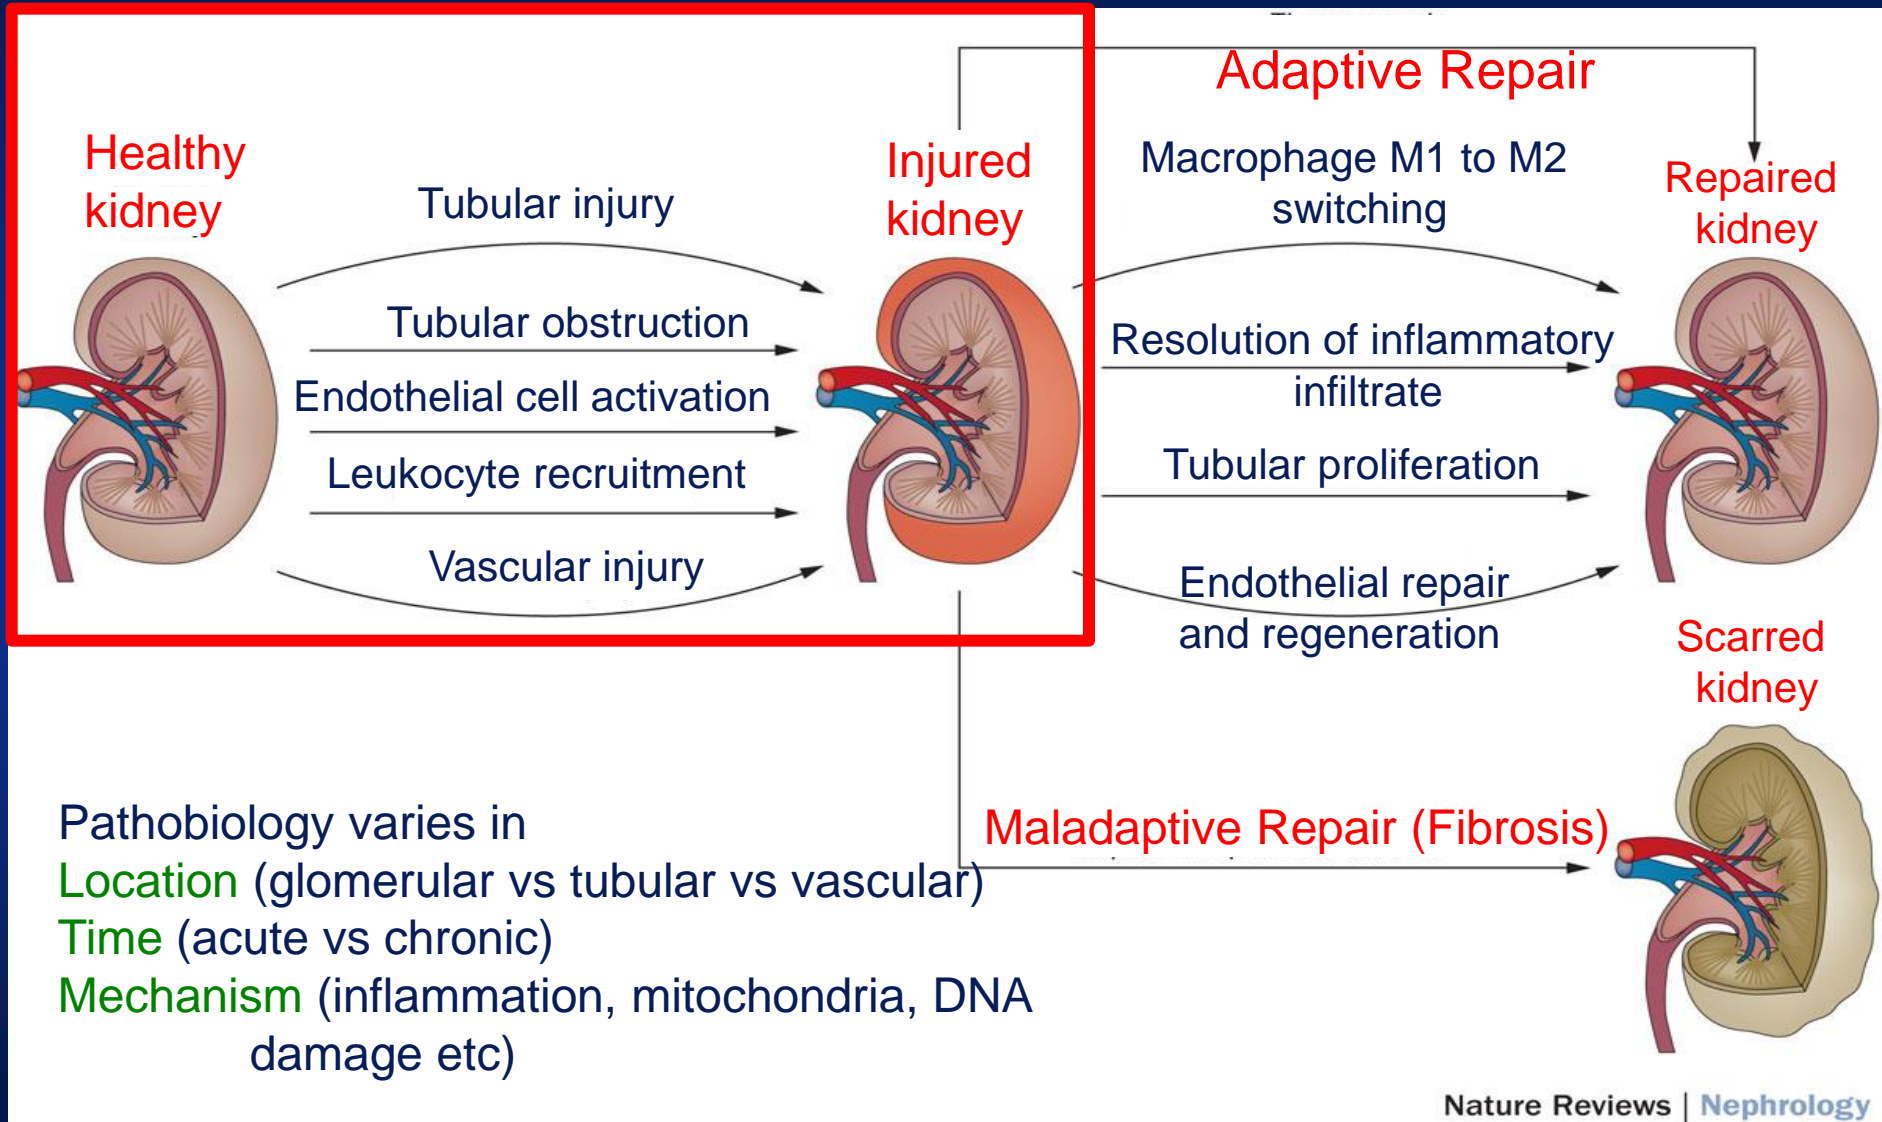 Adaptive Repair
Healthy
kidney
Tubular injury
Injured
kidney
Macrophage M1 to M2
switching
Repaired
kidney
Tubular obstruction
Endothelial cell activation
Leukocyte recruitment
Vascular injury
Resolution of inflammatory
infiltrate
Tubular proliferation
Endothelial repair
and regeneration
Scarred
kidney
Maladaptive Repair (Fibrosis)
Pathobiology varies in
Location (glomerular vs tubular vs vascular)
Time (acute vs chronic)
Mechanism (inflammation, mitochondria, DNA
damage etc)
Nature Reviews | Nephrology